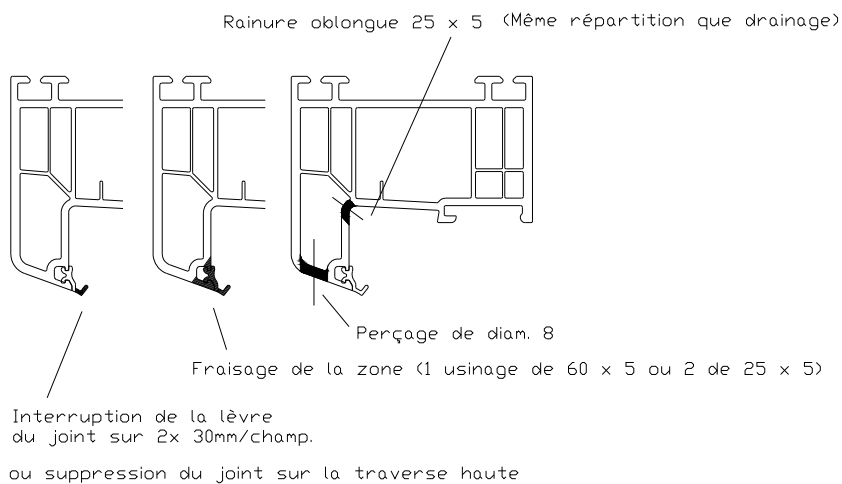 Rainure oblongue 25 x 5 (Même répartition que drainage)
Perçage de diam. 8
Fraisage de la zone (1 usinage de 60 x 5 ou 2 de 25 x 5)
Interruption de la lèvre
du joint sur 2x 30mm/champ.
ou suppression du joint sur la traverse haute